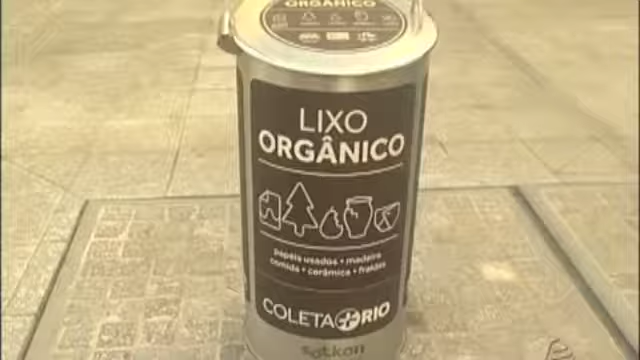 ORGÂNICO
LIXO
ORGÂNICO
papéis usados • madeira
comida • cerâmica • fraldas
COLETA+RIO